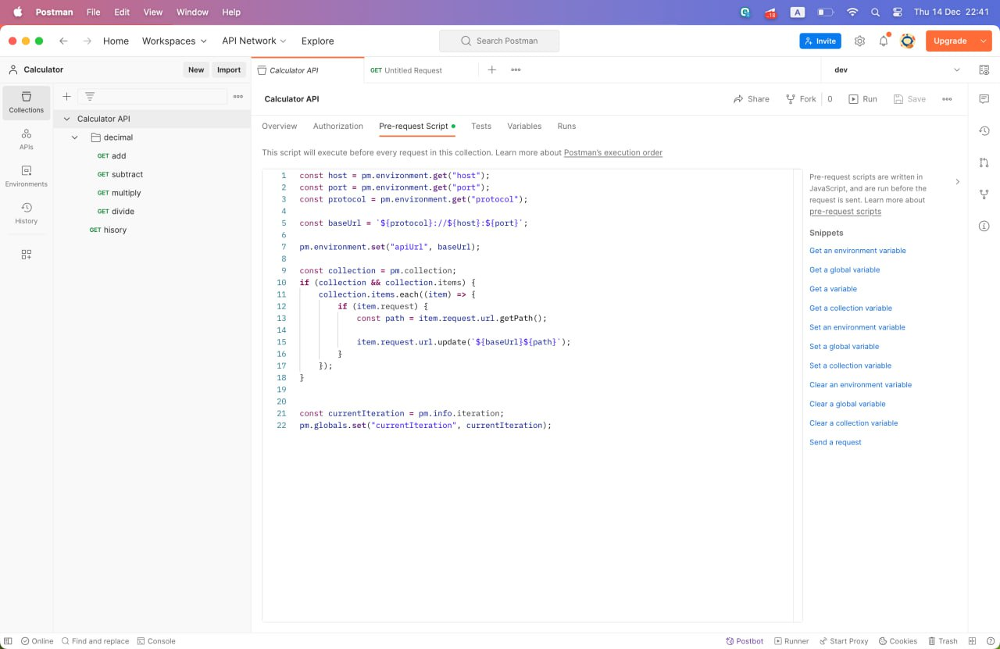 Postman File Edit View Window Help
18 A Thu 14 Dec 22:41
Home Workspaces API Network Explore Search Postman Invite Upgrade
Calculator New Import Calculator API GET Untitled Request dev
Collections
APIs
Environments
History
Calculator API
decimal
GET add
GET subtract
GET multiply
GET divide
GET hisory
Calculator API Share Fork 0 Run Save
Overview Authorization Pre-request Script Tests Variables Runs
This script will execute before every request in this collection. Learn more about Postman's execution order
1 const host = pm.environment.get("host");
2 const port = pm.environment.get("port");
3 const protocol = pm.environment.get("protocol");
4
5 const baseUrl = `${protocol}://${host}:${port}`;
6
7 pm.environment.set("apiUrl", baseUrl);
8
9 const collection = pm.collection;
10 if (collection && collection.items) {
11 collection.items.each((item) => {
12 if (item.request) {
13 const path = item.request.url.getPath();
14
15 item.request.url.update(`${baseUrl}${path}`);
16 }
17 });
18 }
19
20
21 const currentIteration = pm.info.iteration;
22 pm.globals.set("currentIteration", currentIteration);
Pre-request scripts are written in
JavaScript, and are run before the
request is sent. Learn more about
pre-request scripts
Snippets
Get an environment variable
Get a global variable
Get a variable
Get a collection variable
Set an environment variable
Set a global variable
Set a collection variable
Clear an environment variable
Clear a global variable
Clear a collection variable
Send a request
Online Find and replace Console Postbot Runner Start Proxy Cookies Trash